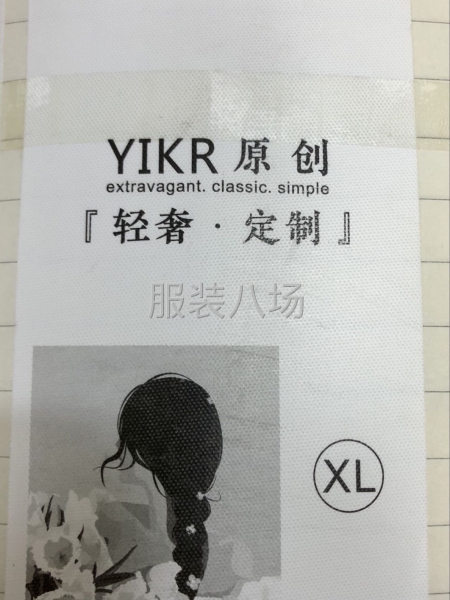 YIKR 原创
extravagant. classic. simple
『轻奢·定制』
服装八场
XL